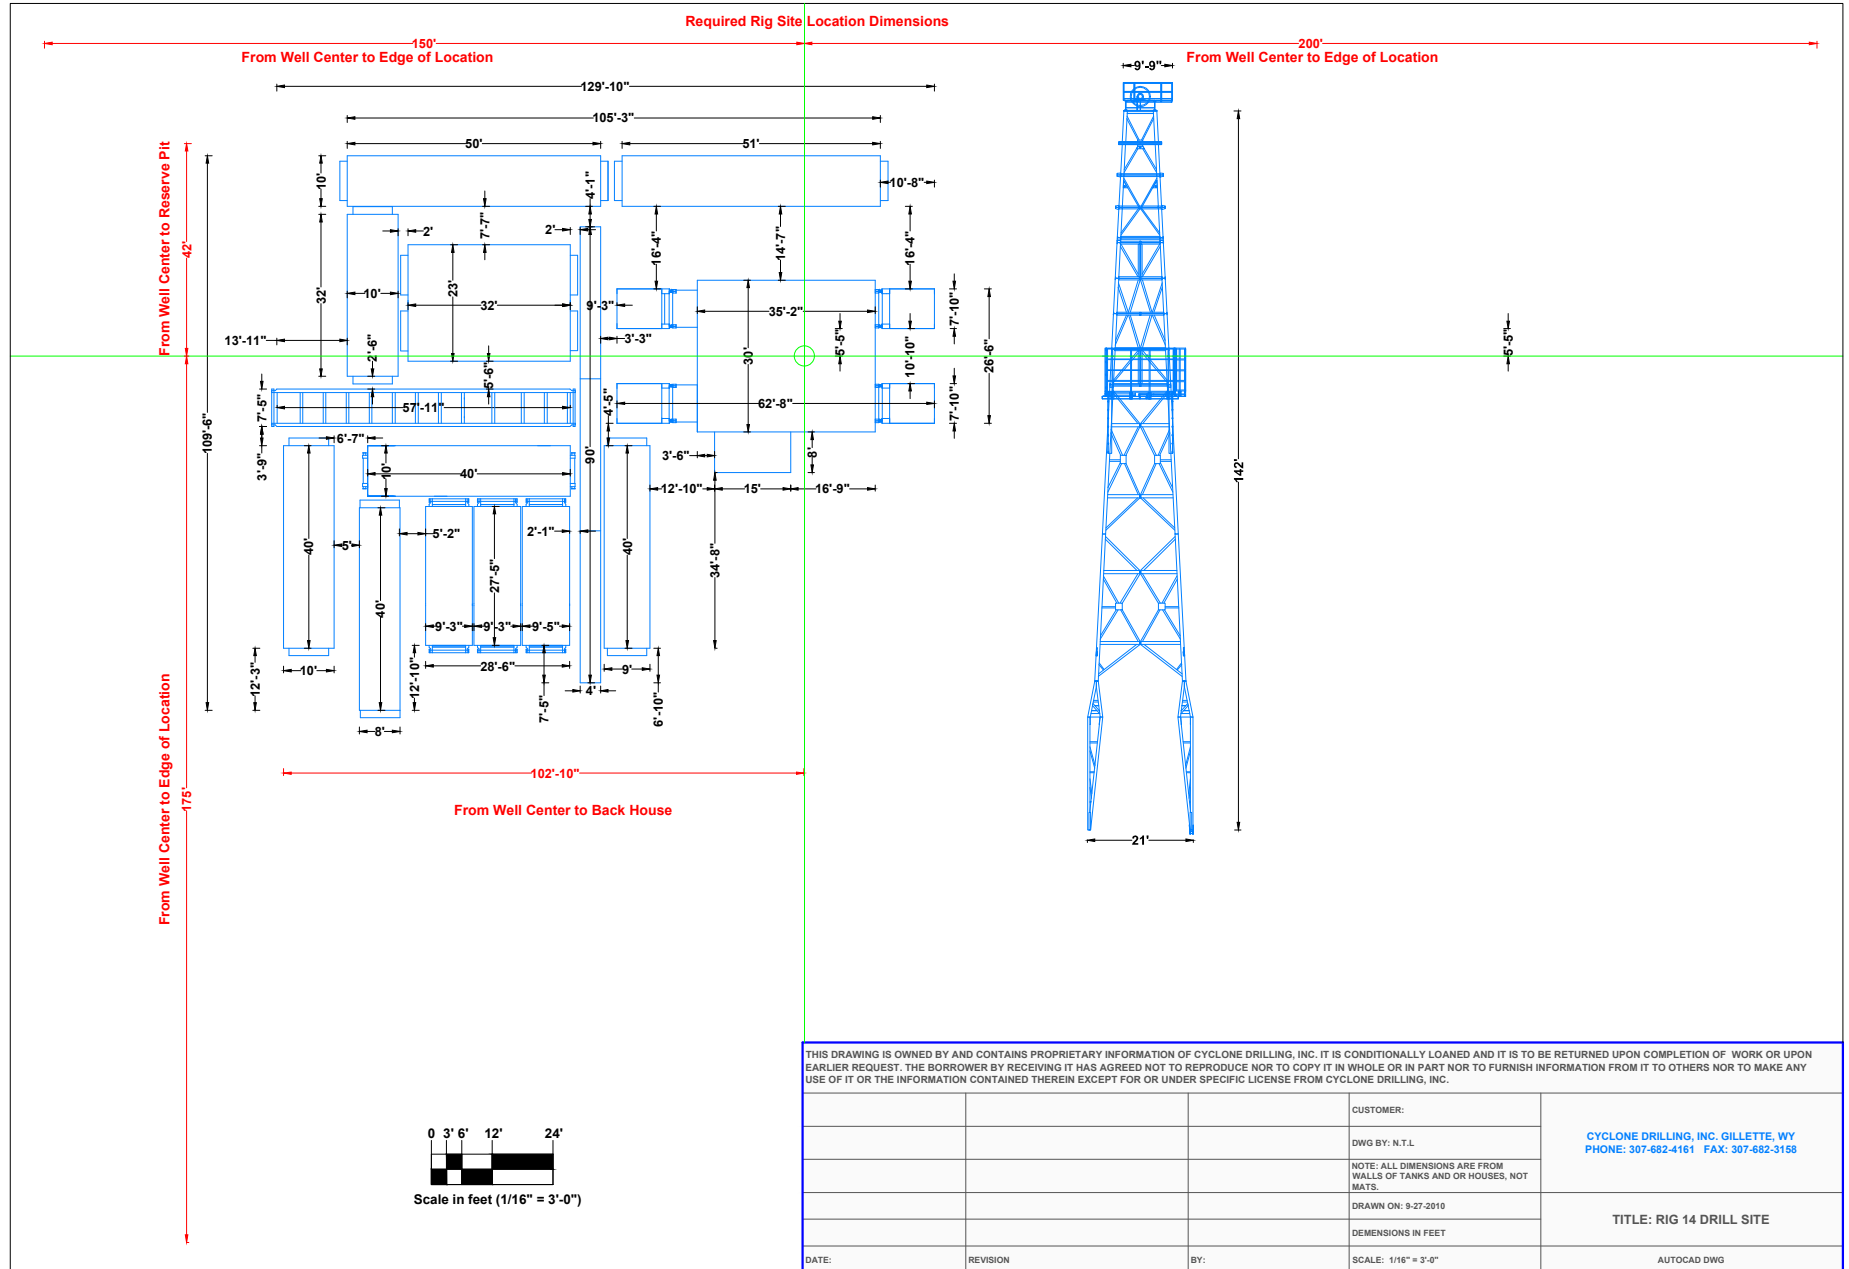 Required Rig Site Location Dimensions
150'
200'
From Well Center to Edge of Location
From Well Center to Edge of Location
9'-9"
129'-10"
105'-3"
50'
51'
From Well Center to Reserve Pit
42'
10'
4'-1"
10'-8"
7'-7"
2'
2'
16'-4"
14'-7"
16'-4"
32'
10'
23'
32'
9'-3"
35'-2"
7'-10"
13'-11"
2'-6"
3'-3"
30'
5'-5"
10'-10"
26'-6"
5'-5"
5'-6"
7'-5"
57'-11"
4'-5"
62'-8"
7'-10"
109'-6"
3'-9"
6'-7"
10'
40'
90'
3'-6"
8'
142'
12'-10"
15'
16'-9"
40'
5'
5'-2"
2'-1"
40'
34'-8"
27'-5"
40'
9'-3"
9'-3"
9'-5"
28'-6"
10'
9'
12'-3"
12'-10"
7'-5"
4'
6'-10"
8'
From Well Center to Edge of Location
175'
102'-10"
From Well Center to Back House
21'
0 3' 6' 12' 24'
Scale in feet (1/16" = 3'-0")
THIS DRAWING IS OWNED BY AND CONTAINS PROPRIETARY INFORMATION OF CYCLONE DRILLING, INC. IT IS CONDITIONALLY LOANED AND IT IS TO BE RETURNED UPON COMPLETION OF WORK OR UPON
EARLIER REQUEST. THE BORROWER BY RECEIVING IT HAS AGREED NOT TO REPRODUCE NOR TO COPY IT IN WHOLE OR IN PART NOR TO FURNISH INFORMATION FROM IT TO OTHERS NOR TO MAKE ANY
USE OF IT OR THE INFORMATION CONTAINED THEREIN EXCEPT FOR OR UNDER SPECIFIC LICENSE FROM CYCLONE DRILLING, INC.
CUSTOMER:
DWG BY: N.T.L
NOTE: ALL DIMENSIONS ARE FROM
WALLS OF TANKS AND OR HOUSES, NOT
MATS.
DRAWN ON: 9-27-2010
DEMENSIONS IN FEET
CYCLONE DRILLING, INC. GILLETTE, WY
PHONE: 307-682-4161 FAX: 307-682-3158
TITLE: RIG 14 DRILL SITE
DATE:
REVISION
BY:
SCALE: 1/16" = 3'-0"
AUTOCAD DWG